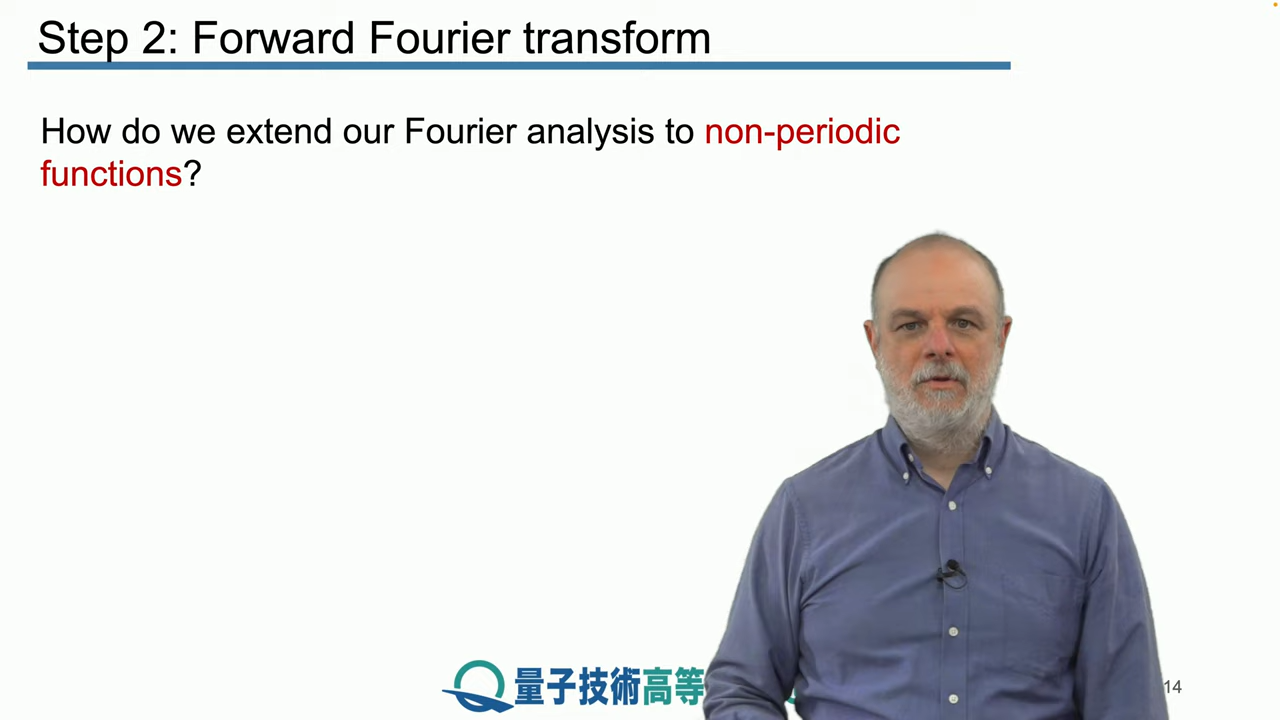 Step 2: Forward Fourier transform
How do we extend our Fourier analysis to non-periodic
functions?
量子技術高等
14